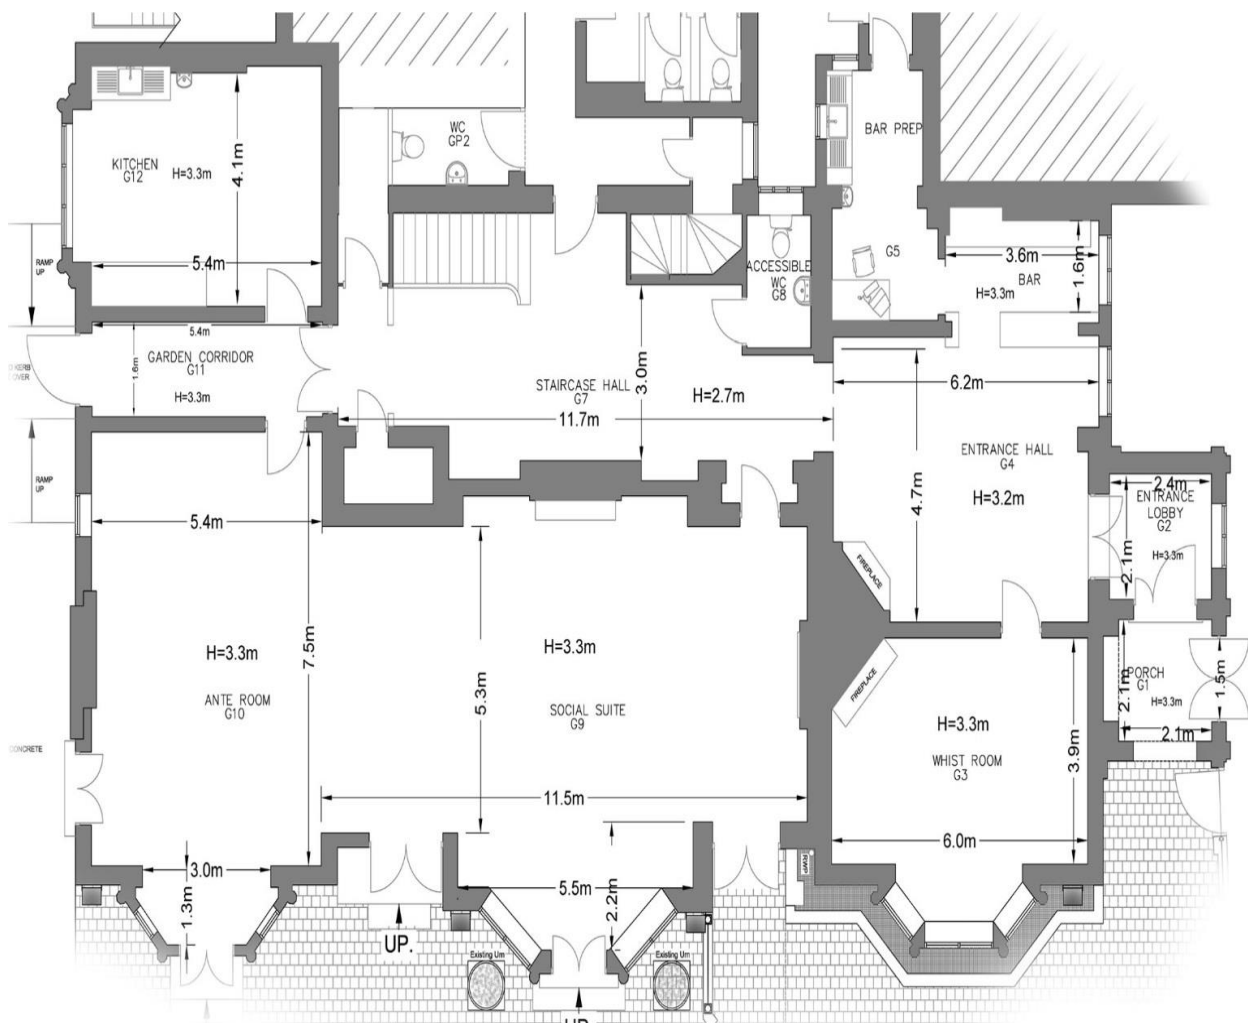 WC
GP2
BAR PREP
KITCHEN
G12
H=3.3m
4.1m
5.4m
RAMP
UP
ACCESSIBLE
WC
G8
G5
3.6m
1.6m
BAR
H=3.3m
5.4m
1.6m
GARDEN CORRIDOR
G11
H=3.3m
KERB
OVER
STAIRCASE HALL
G7
3.0m
H=2.7m
11.7m
6.2m
4.7m
ENTRANCE HALL
G4
H=3.2m
RAMP
UP
2.4m
ENTRANCE
LOBBY
G2
H=3.3m
2.1m
5.4m
FIREPLACE
FIREPLACE
H=3.3m
7.5m
ANTE ROOM
G10
H=3.3m
5.3m
SOCIAL SUITE
G9
PORCH
G1
H=3.3m
2.1m
1.5m
2.1m
H=3.3m
WHIST ROOM
G3
3.9m
6.0m
CONCRETE
11.5m
3.0m
1.3m
5.5m
2.2m
RWP
UP.
Existing Urn
Existing Urn
UP